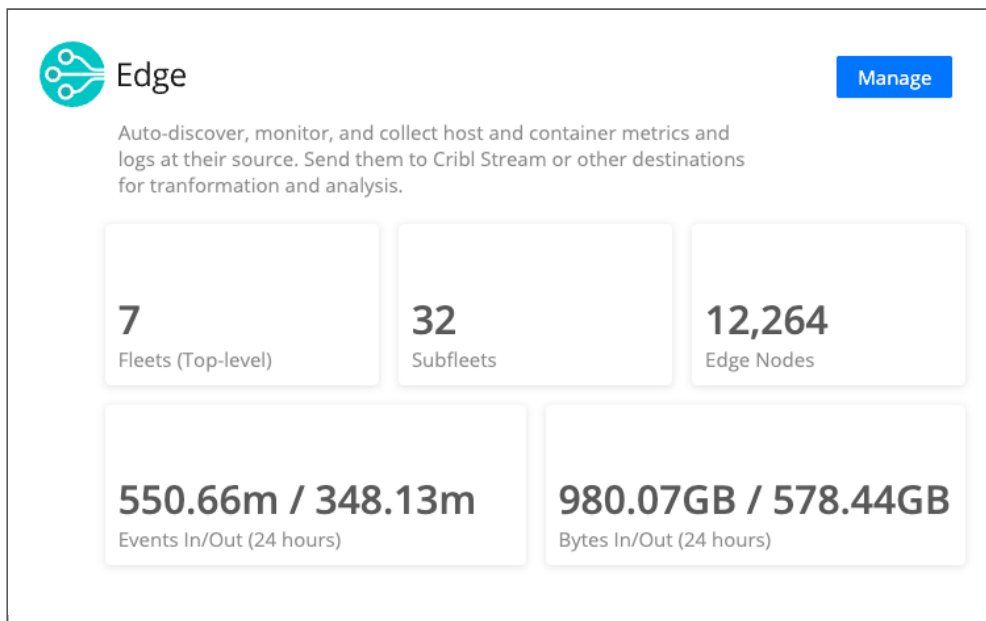 Edge
Manage
Auto-discover, monitor, and collect host and container metrics and
logs at their source. Send them to Cribl Stream or other destinations
for tranformation and analysis.
7
Fleets (Top-level)
32
Subfleets
12,264
Edge Nodes
550.66m / 348.13m
Events In/Out (24 hours)
980.07GB / 578.44GB
Bytes In/Out (24 hours)